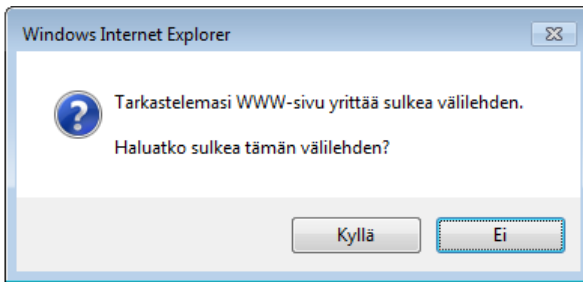 Windows Internet Explorer
Tarkastelemasi WWW-sivu yrittää sulkea välilehden.
Haluatko sulkea tämän välilehden?
Kyllä
Ei